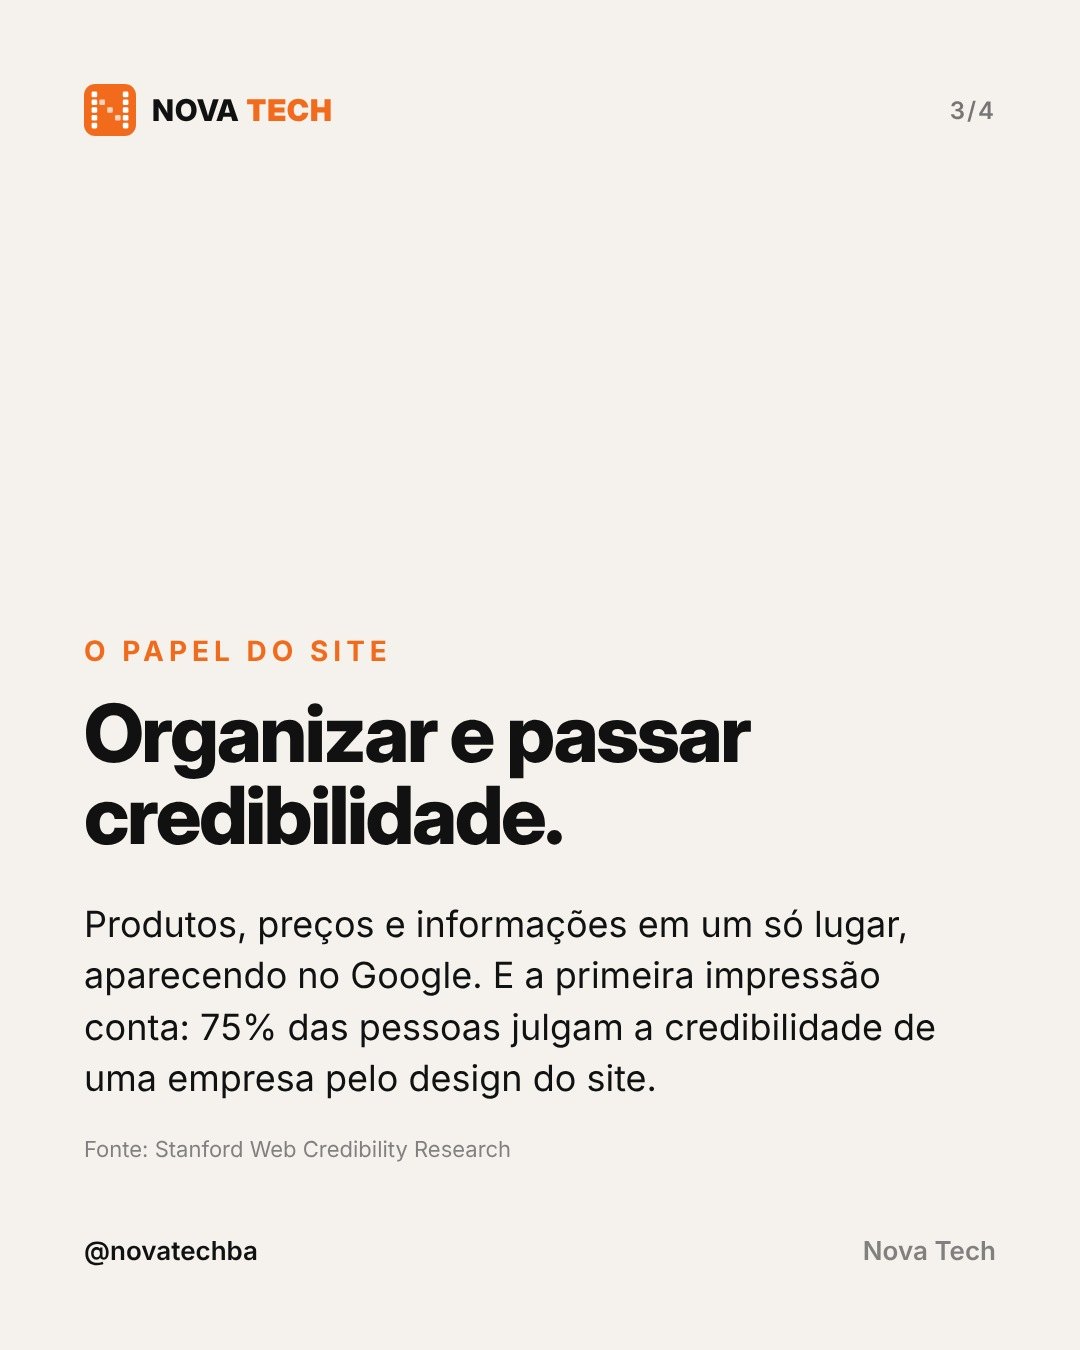 NOVA TECH
3/4
O PAPEL DO SITE
Organizar e passar
credibilidade.
Produtos, preços e informações em um só lugar,
aparecendo no Google. E a primeira impressão
conta: 75% das pessoas julgam a credibilidade de
uma empresa pelo design do site.
Fonte: Stanford Web Credibility Research
@novatechba
Nova Tech